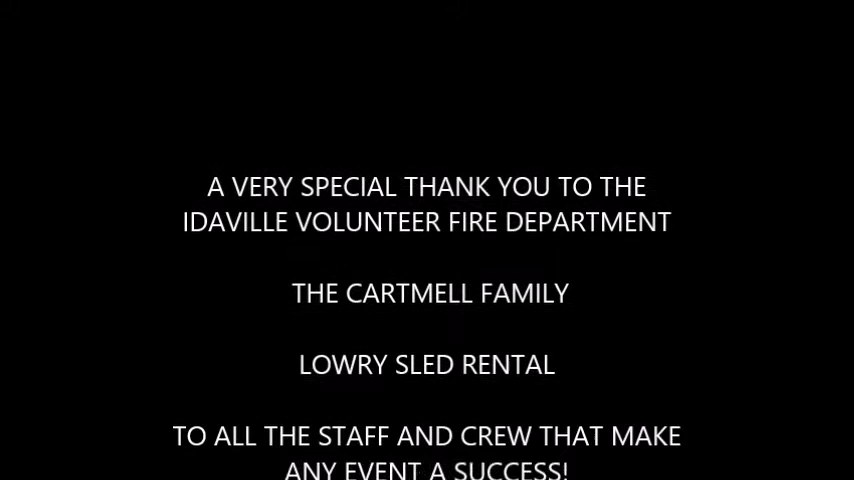 A VERY SPECIAL THANK YOU TO THE
IDAVILLE VOLUNTEER FIRE DEPARTMENT
THE CARTMELL FAMILY
LOWRY SLED RENTAL
TO ALL THE STAFF AND CREW THAT MAKE
ANY EVENT A SUCCESS!